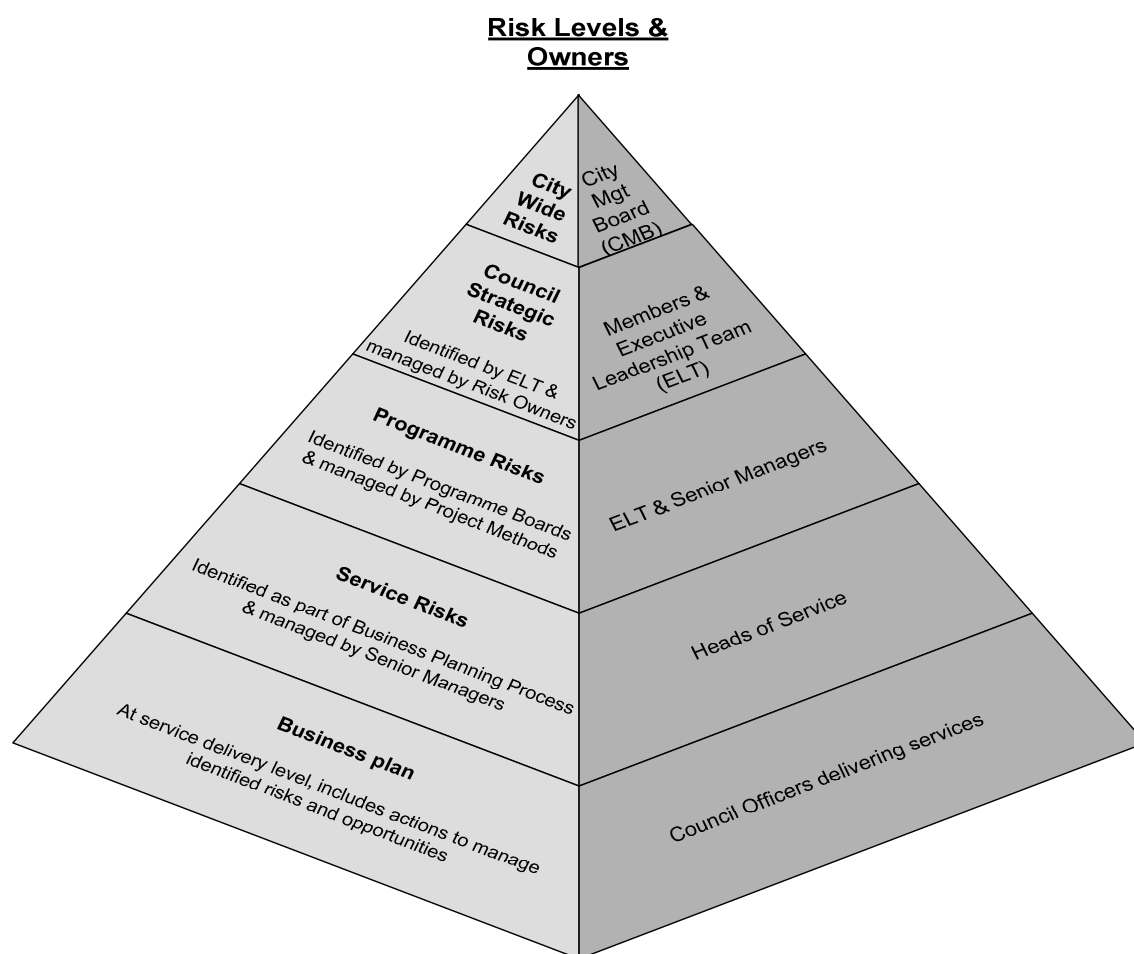 Risk Levels &
Owners
City
Wide
Risks
City
Mgt
Board
(CMB)
Council
Strategic
Risks
Identified by ELT &
managed by Risk Owners
Members &
Executive
Leadership Team
(ELT)
Programme Risks
Identified by Programme Boards
& managed by Project Methods
ELT & Senior Managers
Service Risks
Identified as part of Business Planning Process
& managed by Senior Managers
Heads of Service
Business plan
At service delivery level, includes actions to manage
identified risks and opportunities
Council Officers delivering services